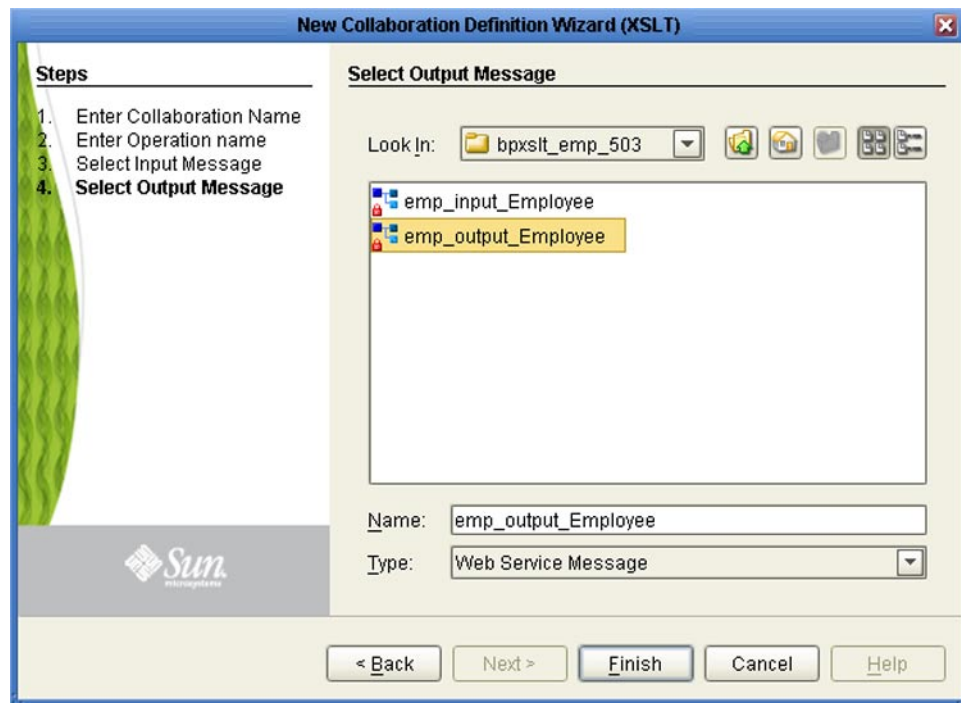 New Collaboration Definition Wizard (XSLT)
Steps
1. Enter Collaboration Name
2. Enter Operation name
3. Select Input Message
4. Select Output Message
Sun
microsystems
Select Output Message
Look In: bpxslt_emp_503
emp_input_Employee
emp_output_Employee
Name: emp_output_Employee
Type: Web Service Message
< Back Next > Finish Cancel Help